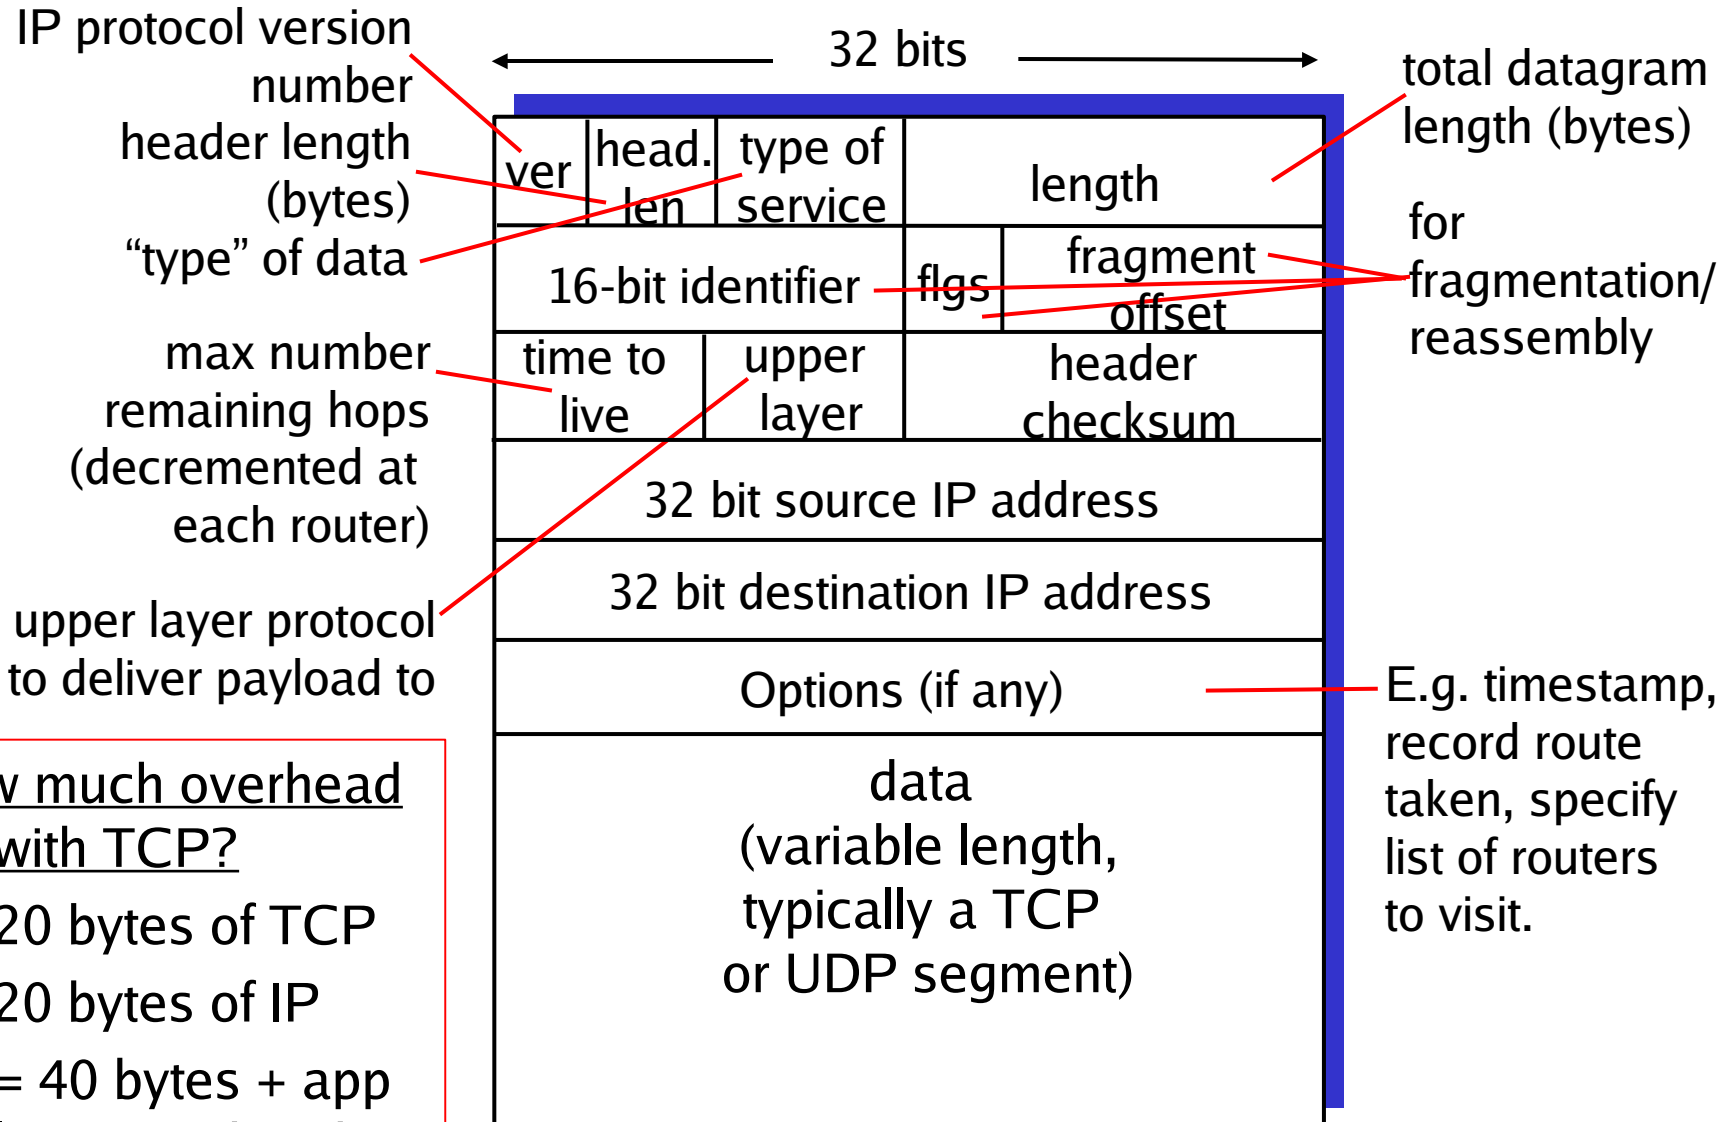 IP protocol version
number
header length
(bytes)
“type” of data
max number
remaining hops
(decremented at
each router)
upper layer protocol
to deliver payload to
much overhead
with TCP?
20 bytes of TCP
20 bytes of IP
= 40 bytes + app
32 bits
ver
head.
len
type of
service
length
16-bit identifier
flgs
fragment
offset
time to
live
upper
layer
header
checksum
32 bit source IP address
32 bit destination IP address
Options (if any)
data
(variable length,
typically a TCP
or UDP segment)
total datagram
length (bytes)
for
fragmentation/
reassembly
E.g. timestamp,
record route
taken, specify
list of routers
to visit.